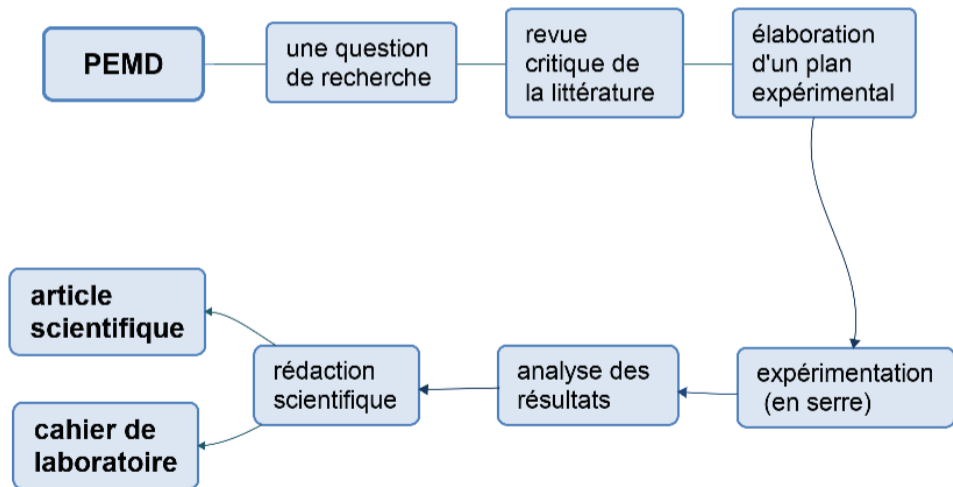 PEMD
une question
de recherche
revue
critique de
la littérature
élaboration
d'un plan
expérimental
expérimentation
(en serre)
analyse des
résultats
rédaction
scientifique
article
scientifique
cahier de
laboratoire